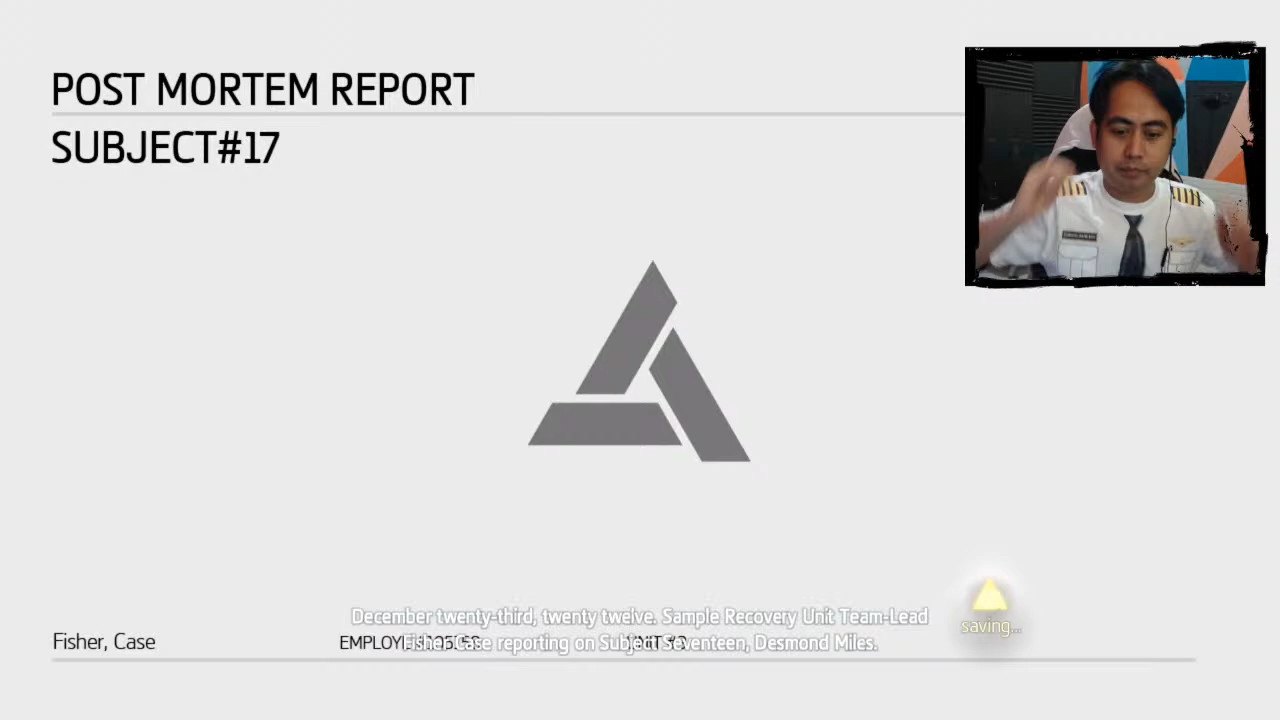 POST MORTEM REPORT
SUBJECT#17
December twenty-third, twenty twelve. Sample Recovery Unit Team-Lead
Fisher Case reporting on Subject Seventeen, Desmond Miles.
saving...
Fisher, Case